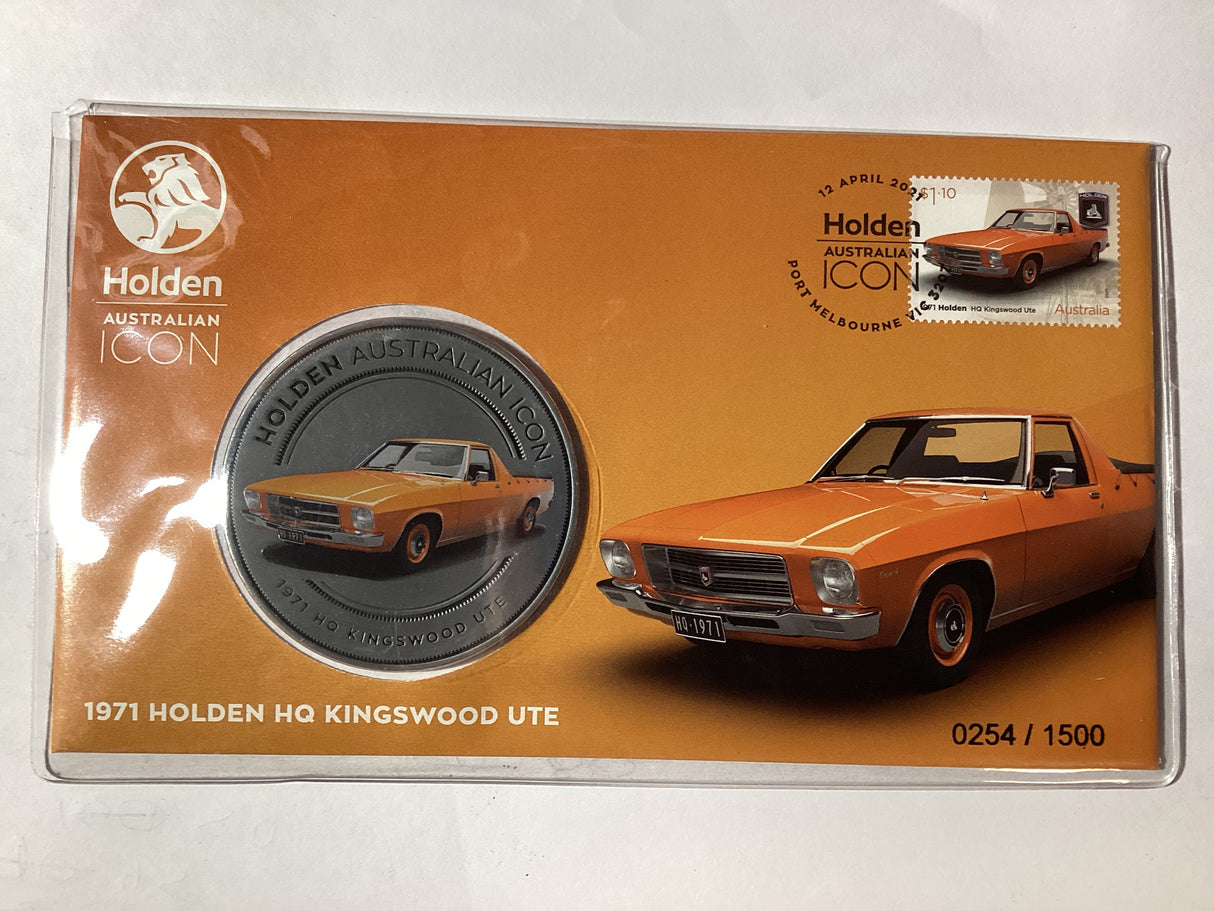 Holden
AUSTRALIAN
ICON
12 APRIL
Holden
AUSTRALIAN
ICON
PORT MELBOURNE VIC
$1·10
1971 Holden HQ Kingswood Ute
Australia
HOLDEN AUSTRALIAN ICON
HQ-1971
1971 HQ KINGSWOOD UTE
HQ·1971
1971 HOLDEN HQ KINGSWOOD UTE
0254 / 1500